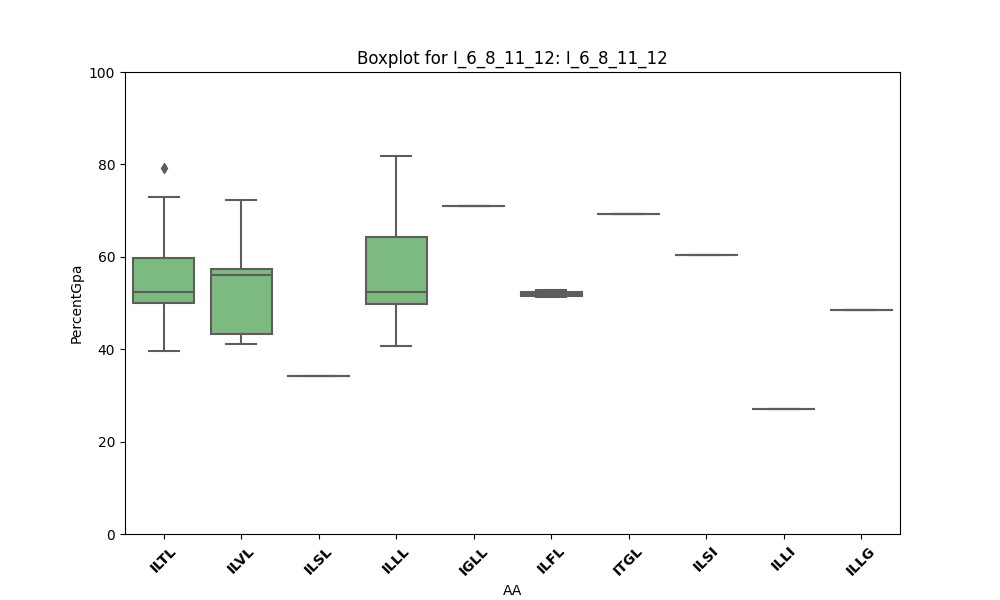 Boxplot for I_6_8_11_12: I_6_8_11_12
100
80
60
40
20
0
PercentGpa
ILTL ILVL ILSL ILLL IGLL ILFL ITGL ILSI ILLI ILLG
AA